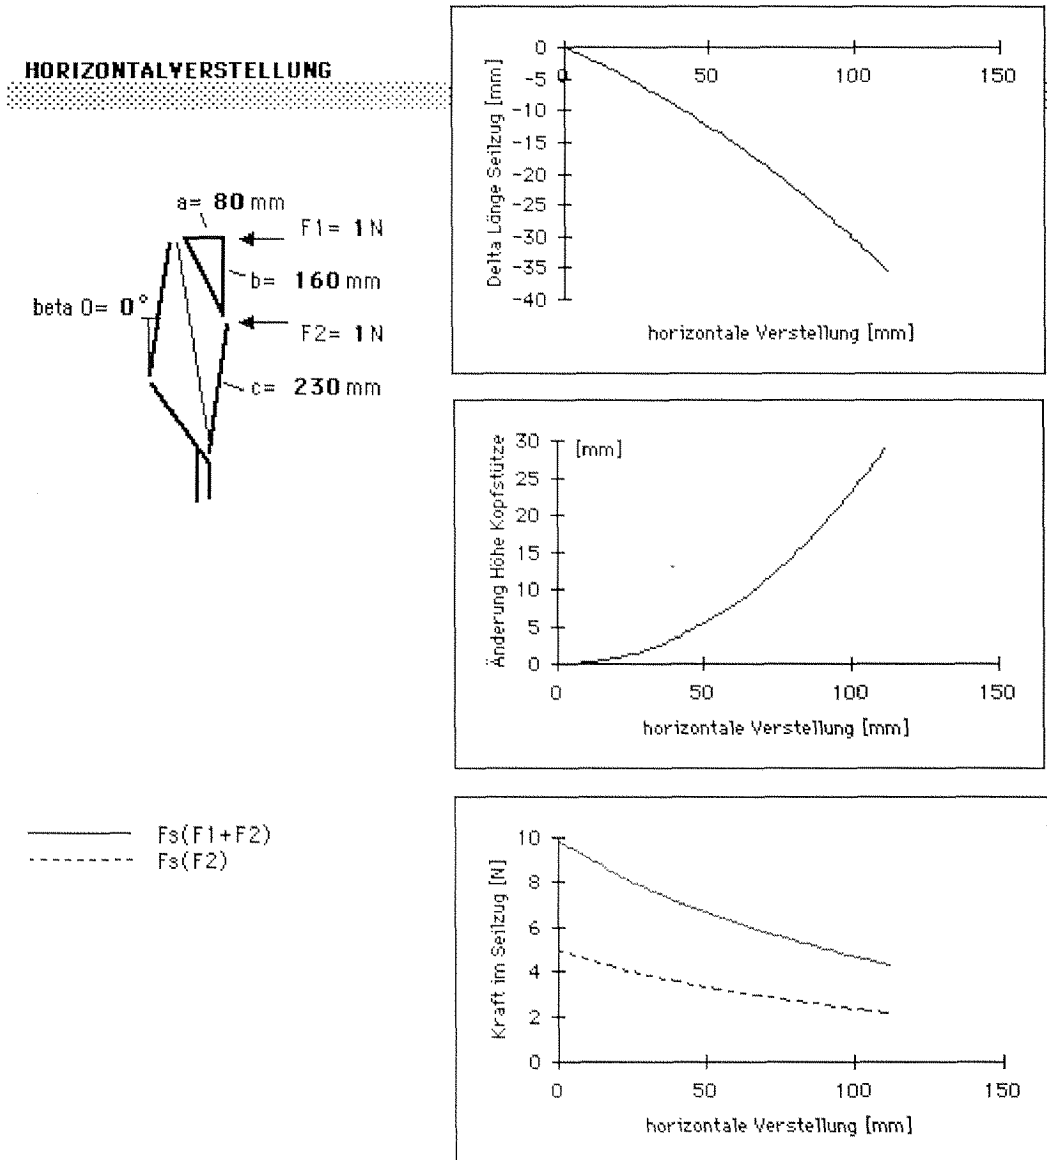 HORIZONTALVERSTELLUNG
a= 80 mm
F1= 1 N
b= 160 mm
beta 0= 0°
F2= 1 N
c= 230 mm
Fs(F1+F2)
Fs(F2)
Delta Länge Seilzug [mm]
0
-5
-10
-15
-20
-25
-30
-35
-40
0 50 100 150
horizontale Verstellung [mm]
Änderung Höhe Kopfstütze
[mm]
30
25
20
15
10
5
0
0 50 100 150
horizontale Verstellung [mm]
Kraft im Seilzug [N]
10
8
6
4
2
0
0 50 100 150
horizontale Verstellung [mm]